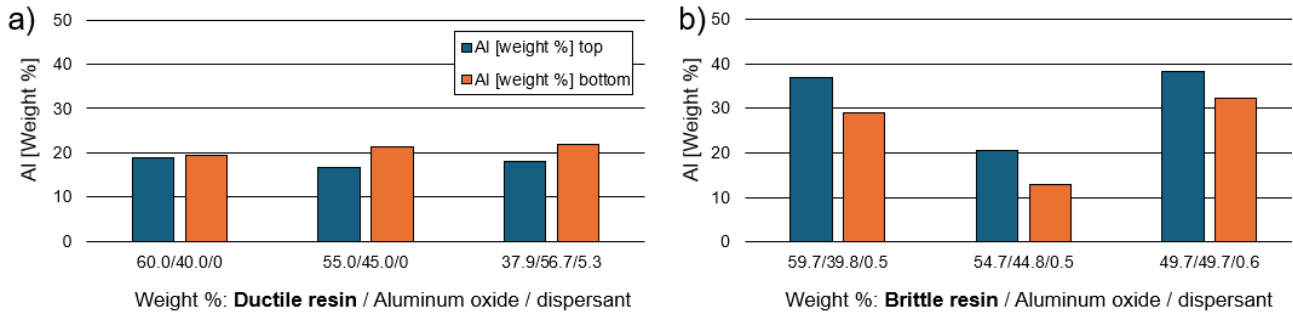 a)
50
40
30
20
10
0
Al [Weight %]
Al [weight %] top
Al [weight %] bottom
60.0/40.0/0 55.0/45.0/0 37.9/56.7/5.3
Weight %: Ductile resin / Aluminum oxide / dispersant
b)
50
40
30
20
10
0
Al [Weight %]
59.7/39.8/0.5 54.7/44.8/0.5 49.7/49.7/0.6
Weight %: Brittle resin / Aluminum oxide / dispersant